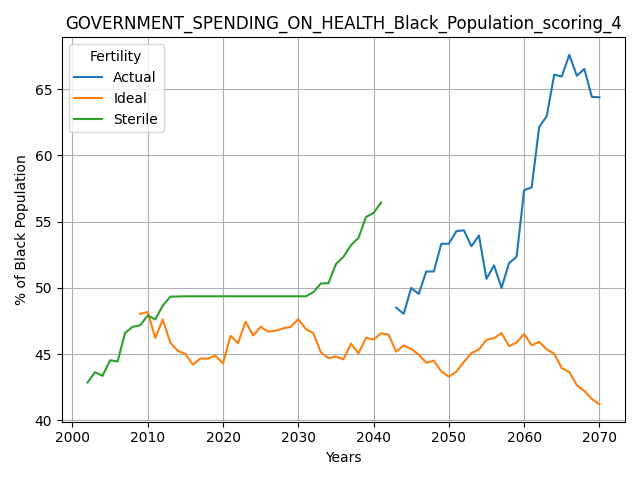 GOVERNMENT_SPENDING_ON_HEALTH_Black_Population_scoring_4
Fertility
Actual
Ideal
Sterile
% of Black Population
65
60
55
50
45
40
2000 2010 2020 2030 2040 2050 2060 2070
Years